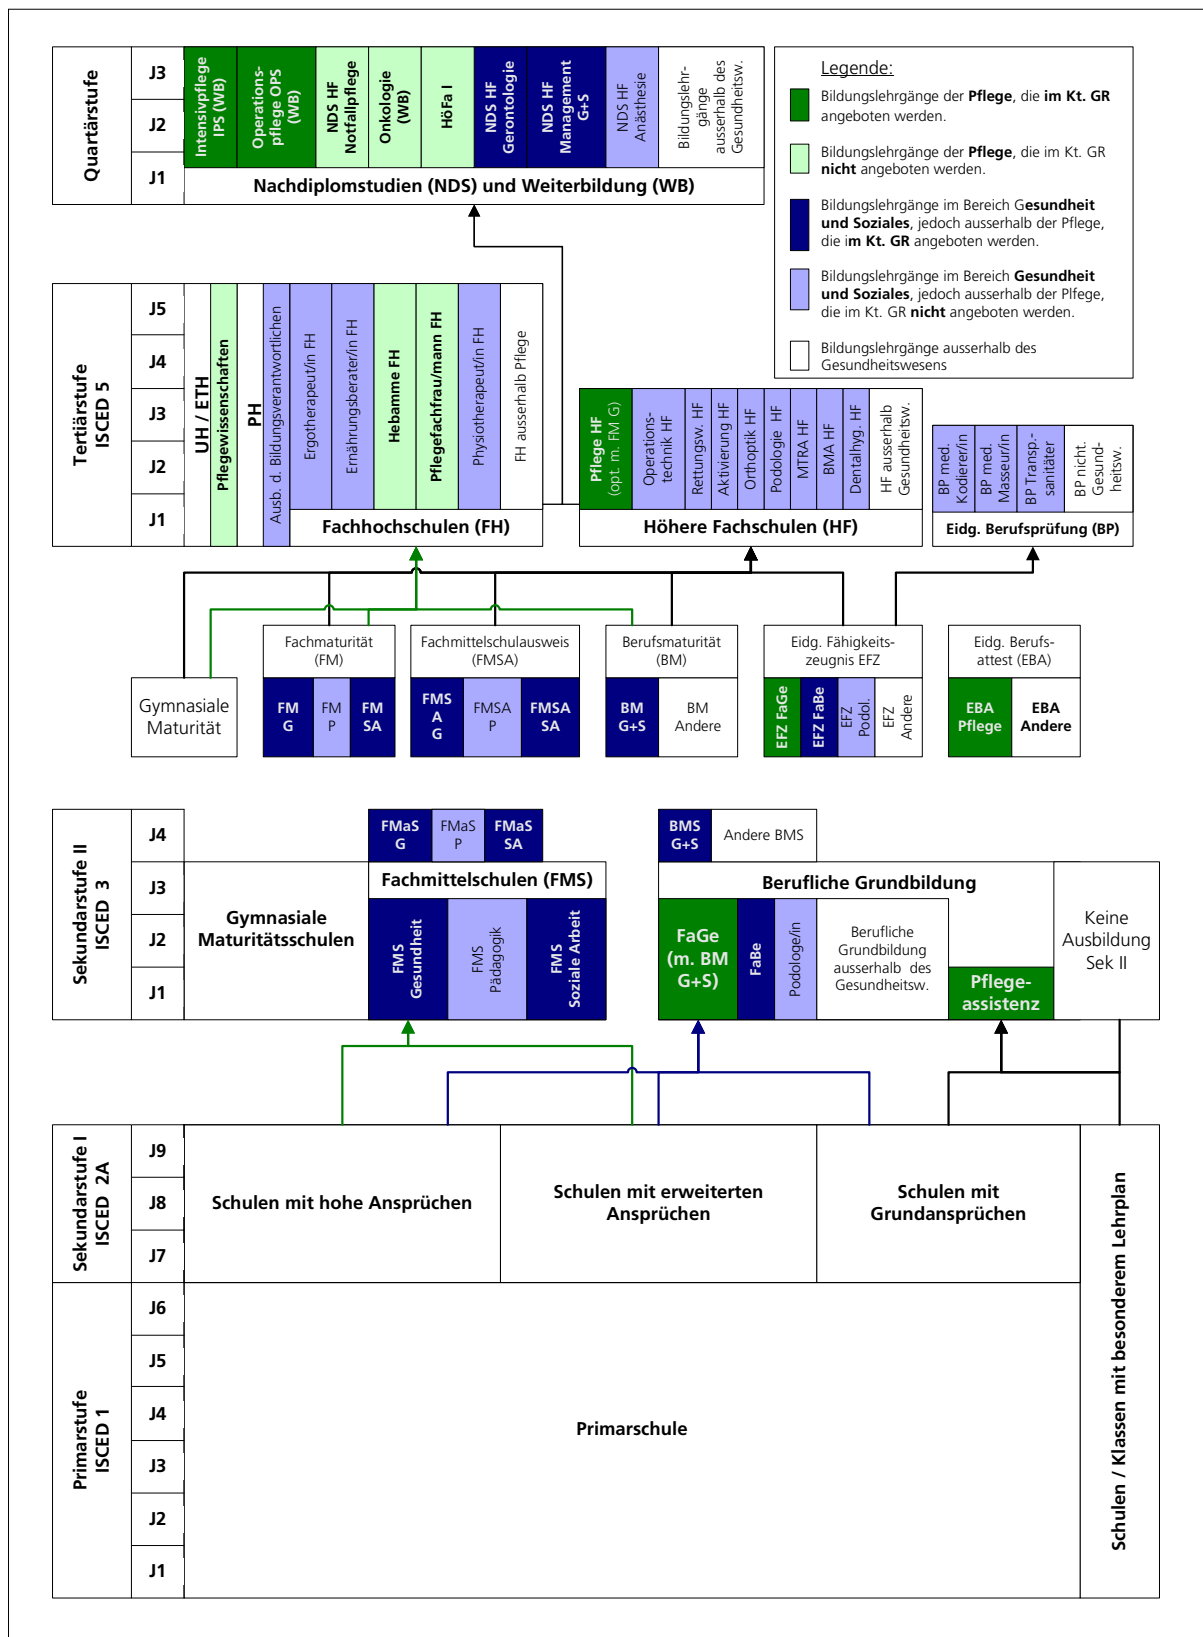 Quartärstufe
J3
J2
J1
Intensivpflege
IPS (WB)
Operations-
pflege OPS
(WB)
NDS HF
Notfallpflege
Onkologie
(WB)
HöFa I
NDS HF
Gerontologie
NDS HF
Management
G+S
NDS HF
Anästhesie
Bildungslehr-
gänge
ausserhalb des
Gesundheitsw.
Nachdiplomstudien (NDS) und Weiterbildung (WB)
Legende:
Bildungslehrgänge der Pflege, die im Kt. GR
angeboten werden.
Bildungslehrgänge der Pflege, die im Kt. GR
nicht angeboten werden.
Bildungslehrgänge im Bereich Gesundheit
und Soziales, jedoch ausserhalb der Pflege,
die im Kt. GR angeboten werden.
Bildungslehrgänge im Bereich Gesundheit
und Soziales, jedoch ausserhalb der Plfege,
die im Kt. GR nicht angeboten werden.
Bildungslehrgänge ausserhalb des
Gesundheitswesens
Tertiärstufe
ISCED 5
J5
J4
J3
J2
J1
UH / ETH
Pflegewissenschaften
PH
Ausb. d. Bildungsverantwortlichen
Ergotherapeut/in FH
Ernährungsberater/in FH
Hebamme FH
Pflegefachfrau/mann FH
Physiotherapeut/in FH
FH ausserhalb Pflege
Fachhochschulen (FH)
Pflege HF
(opt. m. FM G)
Operations-
technik HF
Rettungsw. HF
Aktivierung HF
Orthoptik HF
Podologie HF
MTRA HF
BMA HF
Dentalhyg. HF
HF ausserhalb
Gesundheitsw.
Höhere Fachschulen (HF)
BP med.
Kodierer/in
BP med.
Masseur/in
BP Transp.-
sanitäter
BP nicht.
Gesund-
heitsw.
Eidg. Berufsprüfung (BP)
Gymnasiale
Maturität
Fachmaturität
(FM)
FM
G
FM
P
FM
SA
Fachmittelschulausweis
(FMSA)
FMS
A
G
FMSA
P
FMSA
SA
Berufsmaturität
(BM)
BM
G+S
BM
Andere
Eidg. Fähigkeits-
zeugnis EFZ
EFZ FaGe
EFZ FaBe
EFZ
Podol.
EFZ
Andere
Eidg. Berufs-
attest (EBA)
EBA
Pflege
EBA
Andere
Sekundarstufe II
ISCED 3
J4
J3
J2
J1
Gymnasiale
Maturitätsschulen
FMaS
G
FMaS
P
FMaS
SA
Fachmittelschulen (FMS)
FMS
Gesundheit
FMS
Pädagogik
FMS
Soziale Arbeit
BMS
G+S
Andere BMS
Berufliche Grundbildung
FaGe
(m. BM
G+S)
FaBe
Podologe/in
Berufliche
Grundbildung
ausserhalb des
Gesundheitsw.
Pflege-
assistenz
Keine
Ausbildung
Sek II
Sekundarstufe I
ISCED 2A
J9
J8
J7
Schulen mit hohe Ansprüchen
Schulen mit erweiterten
Ansprüchen
Schulen mit
Grundansprüchen
Schulen / Klassen mit besonderem Lehrplan
Primarstufe
ISCED 1
J6
J5
J4
J3
J2
J1
Primarschule